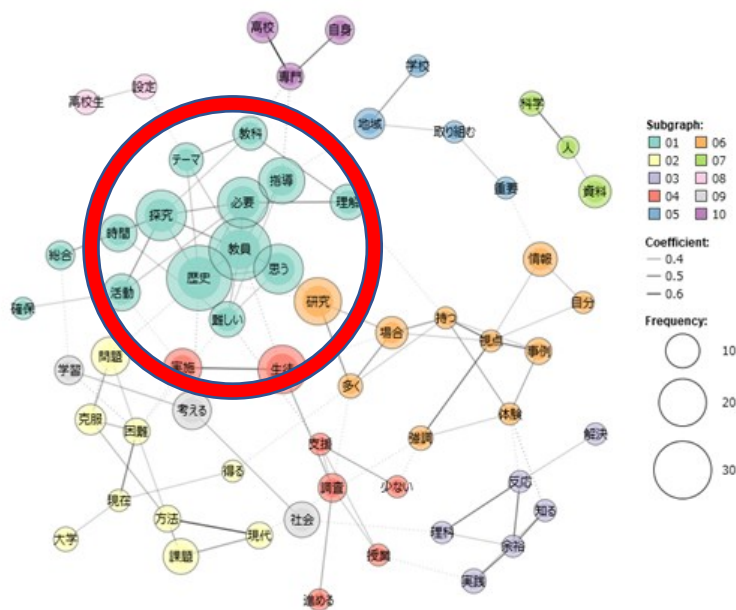 高校
自身
専門
学校
設定
高校生
科学
地域
取り組む
人
教科
テーマ
指導
重要
資料
必要
理解
探究
時間
教員
総合
思う
情報
歴史
活動
研究
自分
確保
難しい
持つ
場合
視点
事例
問題
実施
生徒
学習
多く
考える
体験
克服
困難
強調
解決
支援
得る
反応
調査
少ない
現在
知る
方法
社会
理科
大学
現代
余裕
課題
授業
実践
進める
Subgraph:
01 06
02 07
03 08
04 09
05 10
Coefficient:
0.4
0.5
0.6
Frequency:
10
20
30